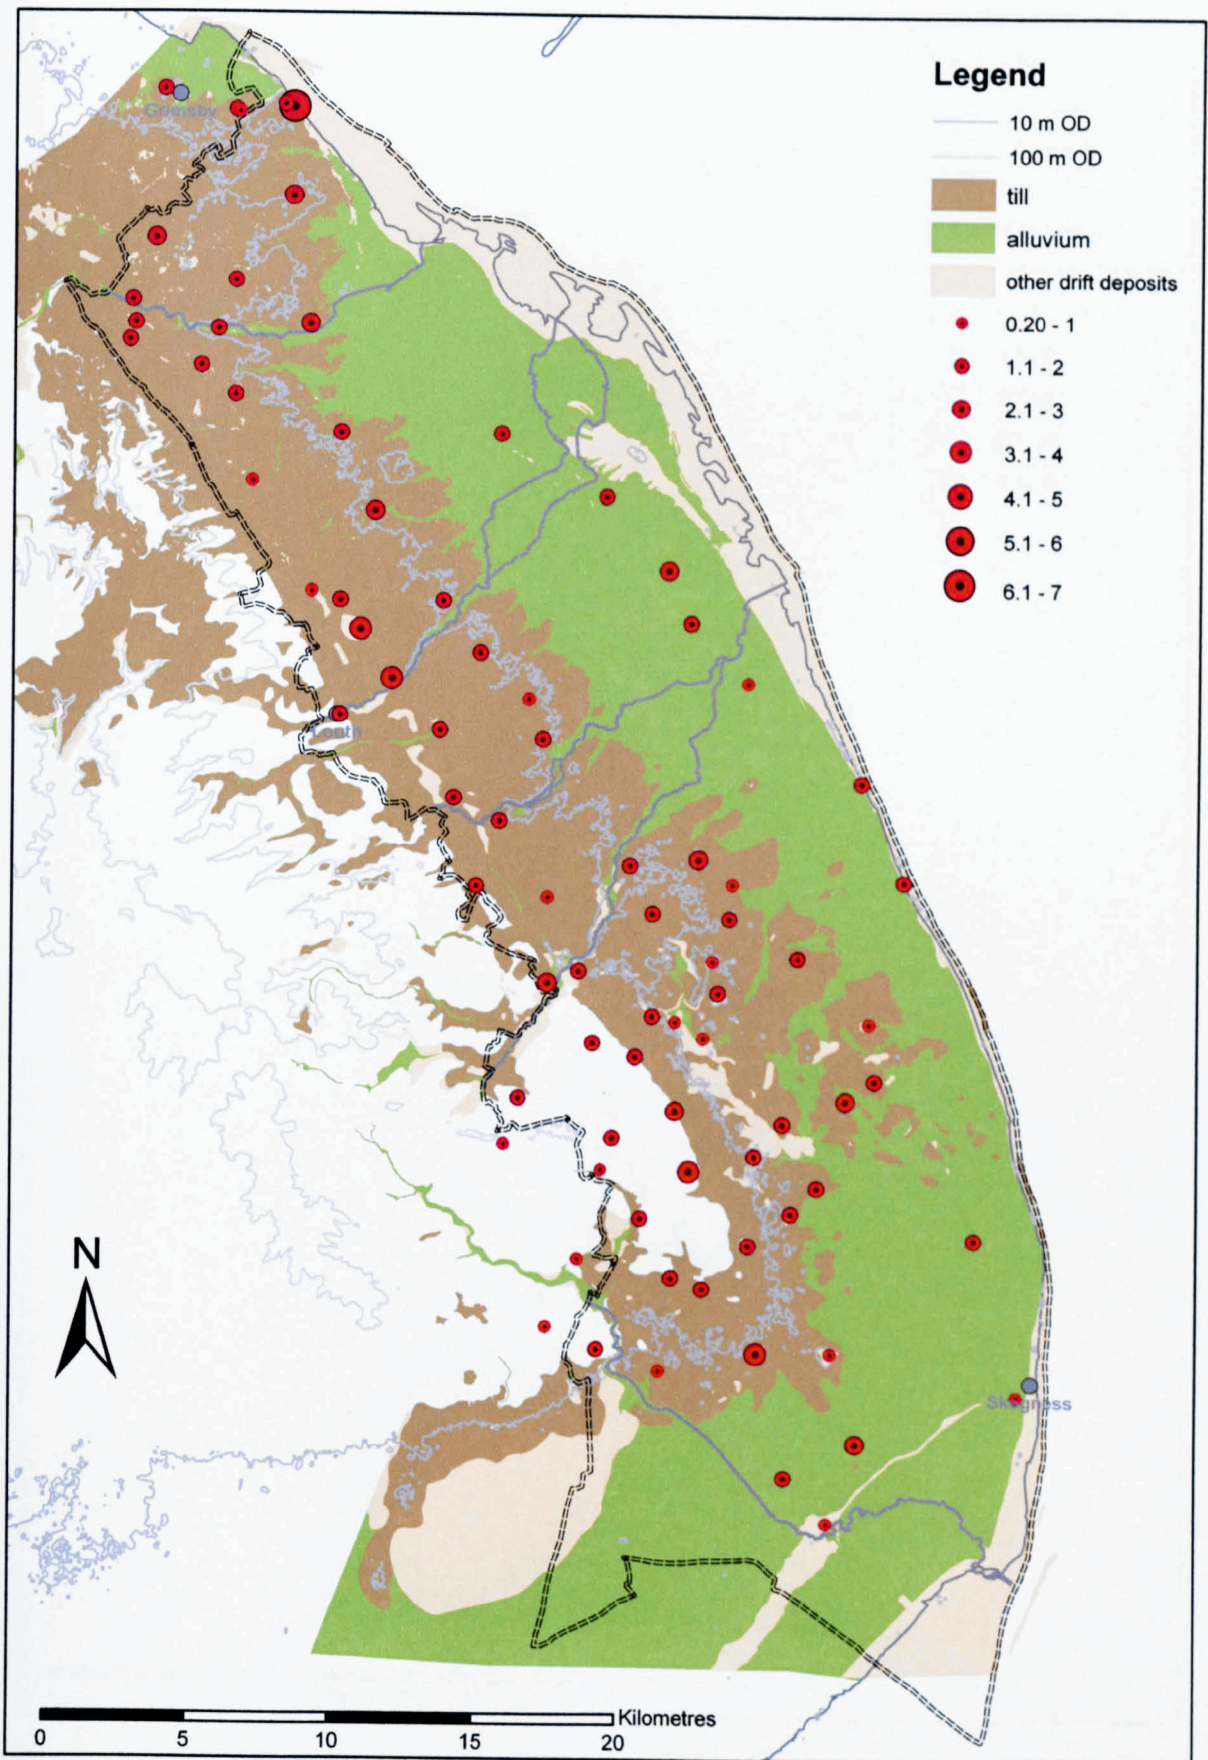 Legend
10 m OD
100 m OD
till
alluvium
other drift deposits
0.20 - 1
1.1 - 2
2.1 - 3
3.1 - 4
4.1 - 5
5.1 - 6
6.1 - 7
Grimsby
Louth
Skegness
N
Kilometres
0 5 10 15 20